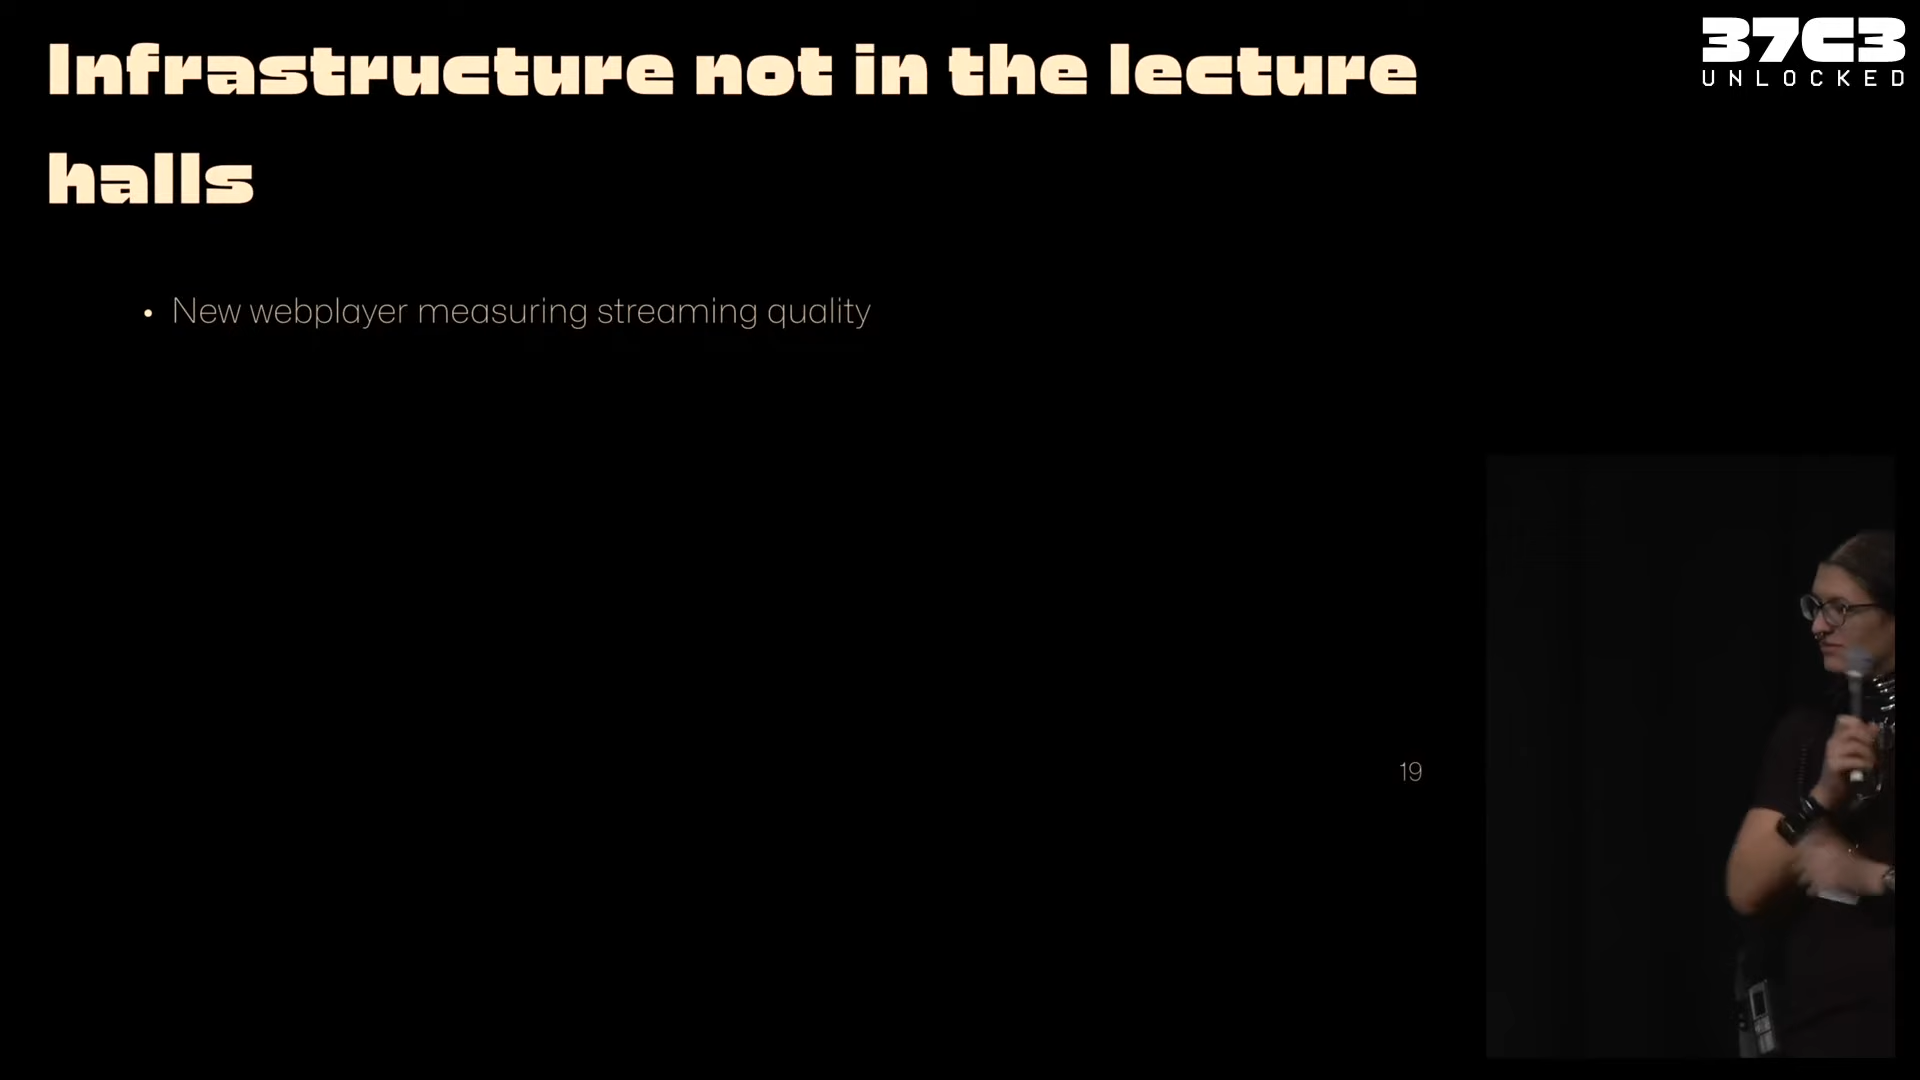 Infrastructure not in the lecture
halls
37C3
UNLOCKED
• New webplayer measuring streaming quality
19